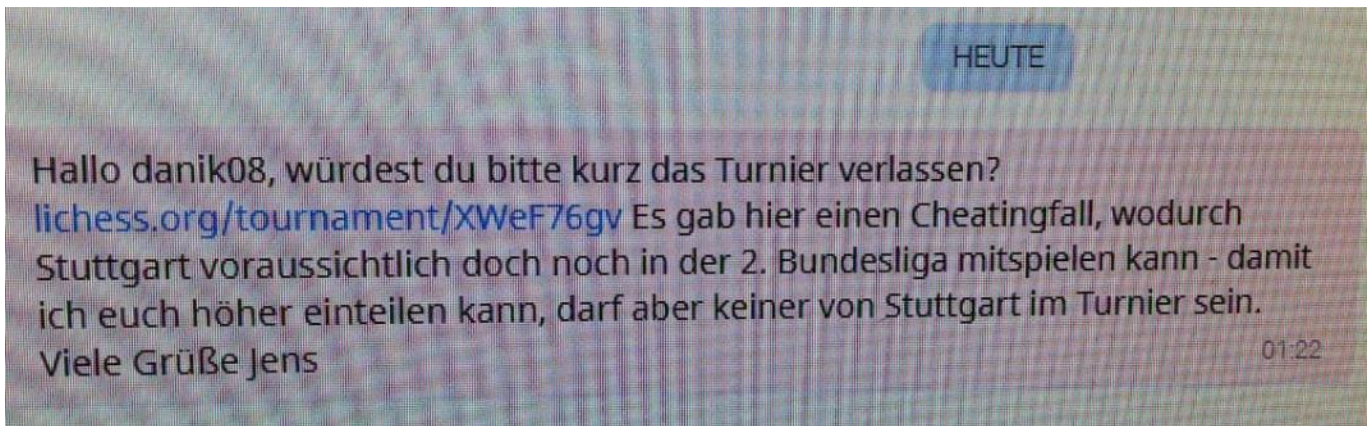 HEUTE
Hallo danik08, würdest du bitte kurz das Turnier verlassen?
lichess.org/tournament/XWeF76gv Es gab hier einen Cheatingfall, wodurch
Stuttgart voraussichtlich doch noch in der 2. Bundesliga mitspielen kann - damit
ich euch höher einteilen kann, darf aber keiner von Stuttgart im Turnier sein.
Viele Grüße Jens
01:22